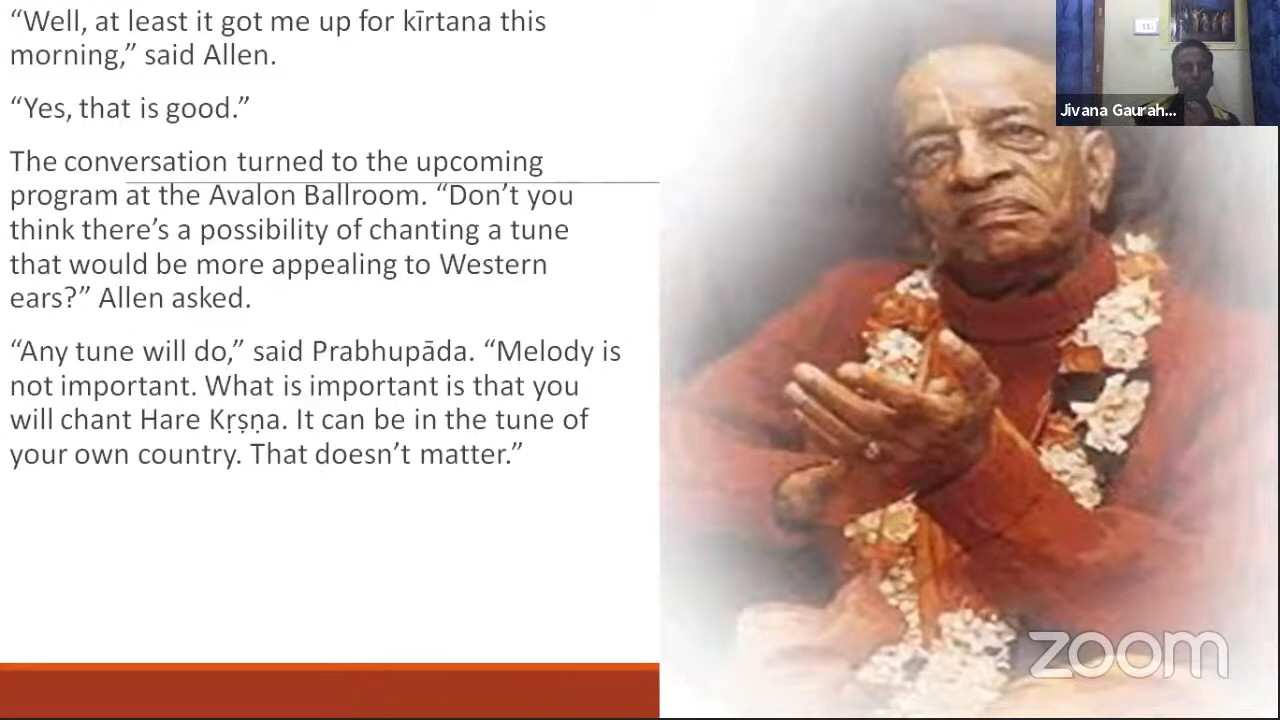 “Well, at least it got me up for kīrtana this
morning,” said Allen.
“Yes, that is good.”
The conversation turned to the upcoming
program at the Avalon Ballroom. “Don’t you
think there’s a possibility of chanting a tune
that would be more appealing to Western
ears?” Allen asked.
“Any tune will do,” said Prabhupāda. “Melody is
not important. What is important is that you
will chant Hare Kṛṣṇa. It can be in the tune of
your own country. That doesn’t matter.”
Jivana Gaurah...
zoom